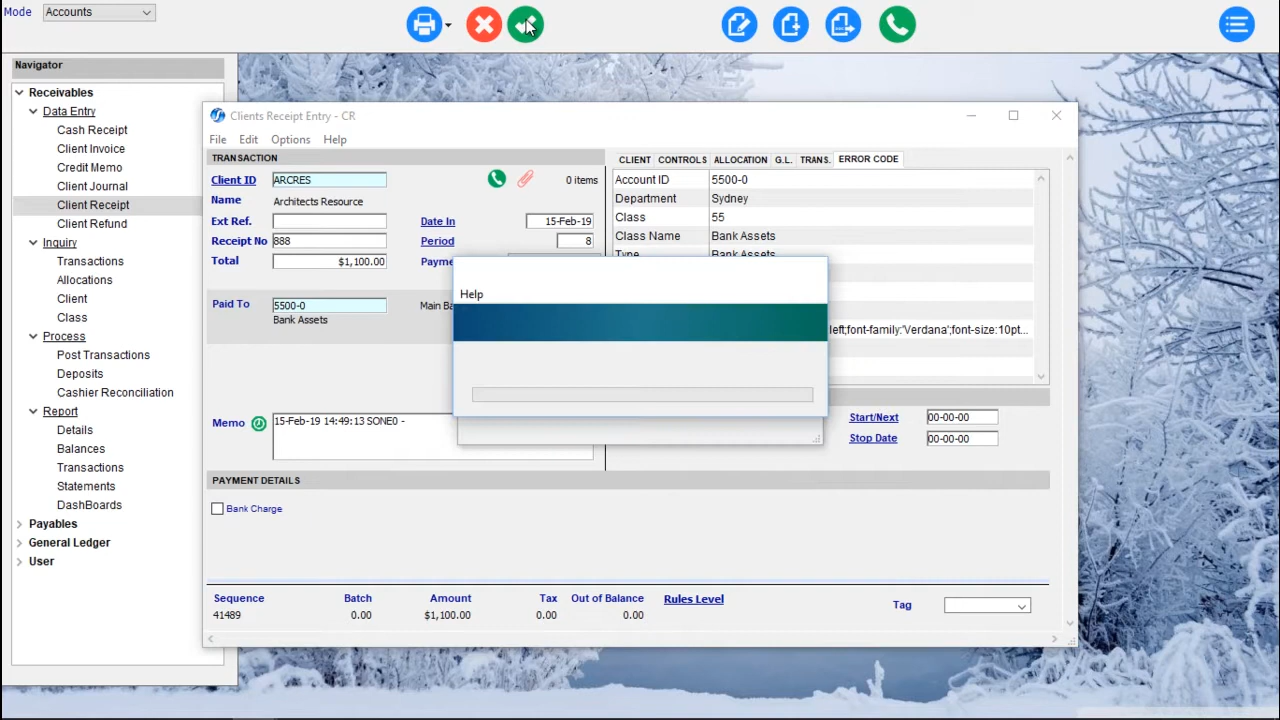 Mode Accounts
Navigator
Receivables
Data Entry
Cash Receipt
Client Invoice
Credit Memo
Client Journal
Client Receipt
Client Refund
Inquiry
Transactions
Allocations
Client
Class
Process
Post Transactions
Deposits
Cashier Reconciliation
Report
Details
Balances
Transactions
Statements
DashBoards
Payables
General Ledger
User
Clients Receipt Entry - CR
File Edit Options Help
TRANSACTION
Client ID ARCRES 0 items
Name Architects Resource
Ext Ref. Date In 15-Feb-19
Receipt No 888 Period 8
Total $1,100.00 Payme
Paid To 5500-0 Main Ba
Bank Assets
Memo 15-Feb-19 14:49:13 SONE0 -
CLIENT CONTROLS ALLOCATION G.L. TRANS. ERROR CODE
Account ID 5500-0
Department Sydney
Class 55
Class Name Bank Assets
Type Bank Assets
left;font-family:'Verdana';font-size:10pt...
Help
Start/Next 00-00-00
Stop Date 00-00-00
PAYMENT DETAILS
Bank Charge
Sequence Batch Amount Tax Out of Balance Rules Level
41489 0.00 $1,100.00 0.00 0.00
Tag